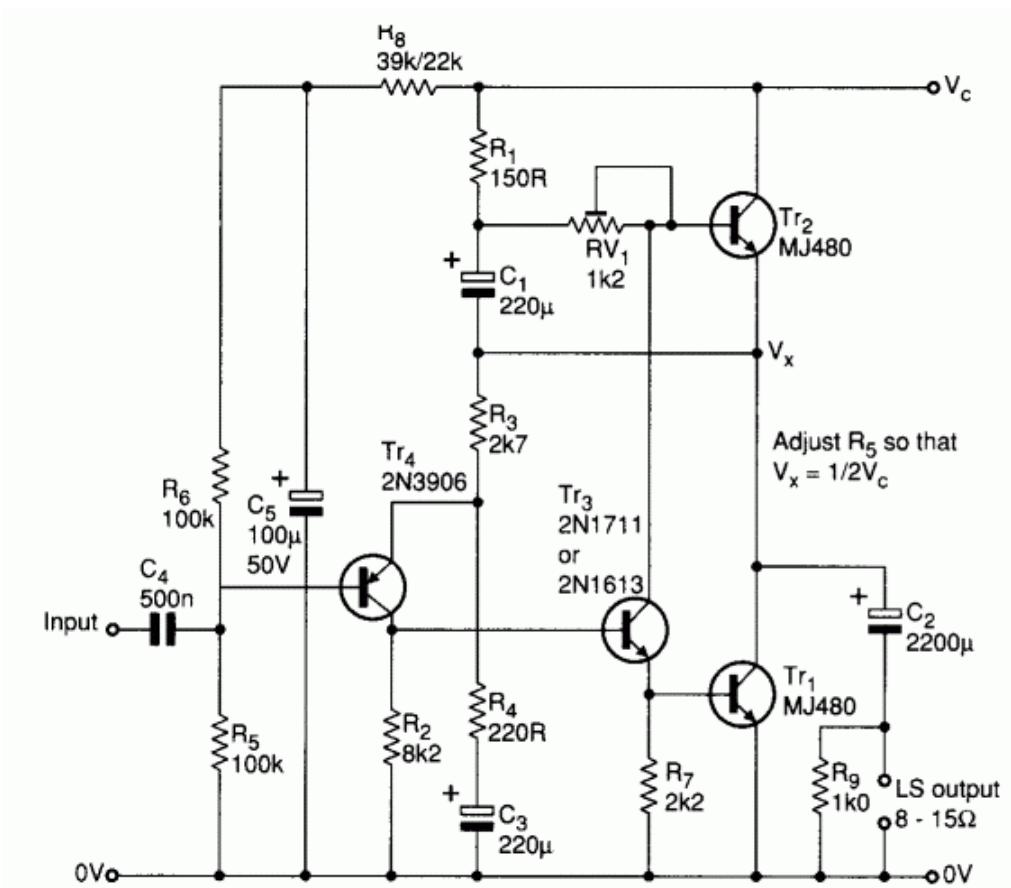 R8
39k/22k
Vc
R1
150R
Tr2
MJ480
RV1
1k2
+
C1
220µ
Vx
R3
2k7
Adjust R5 so that
Vx = 1/2Vc
Tr4
2N3906
R6
100k
+
C5
100µ
50V
Tr3
2N1711
or
2N1613
C4
500n
Input
+
C2
2200µ
Tr1
MJ480
R5
100k
R2
8k2
R4
220R
R7
2k2
R9
1k0
LS output
8 - 15Ω
+
C3
220µ
0V
0V